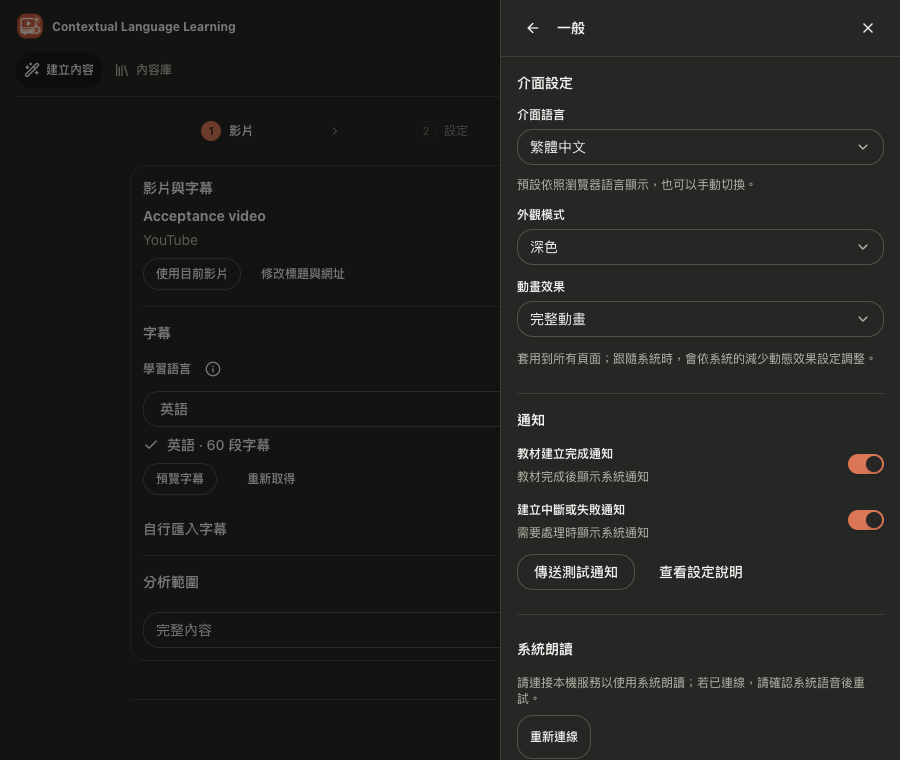 Contextual Language Learning
建立內容
內容庫
1 影片
2 設定
影片與字幕
Acceptance video
YouTube
使用目前影片
修改標題與網址
字幕
學習語言
英語
英語 · 60 段字幕
預覽字幕
重新取得
自行匯入字幕
分析範圍
完整內容
一般
介面設定
介面語言
繁體中文
預設依照瀏覽器語言顯示，也可以手動切換。
外觀模式
深色
動畫效果
完整動畫
套用到所有頁面；跟隨系統時，會依系統的減少動態效果設定調整。
通知
教材建立完成通知
教材完成後顯示系統通知
建立中斷或失敗通知
需要處理時顯示系統通知
傳送測試通知
查看設定說明
系統朗讀
請連接本機服務以使用系統朗讀；若已連線，請確認系統語音後重
試。
重新連線